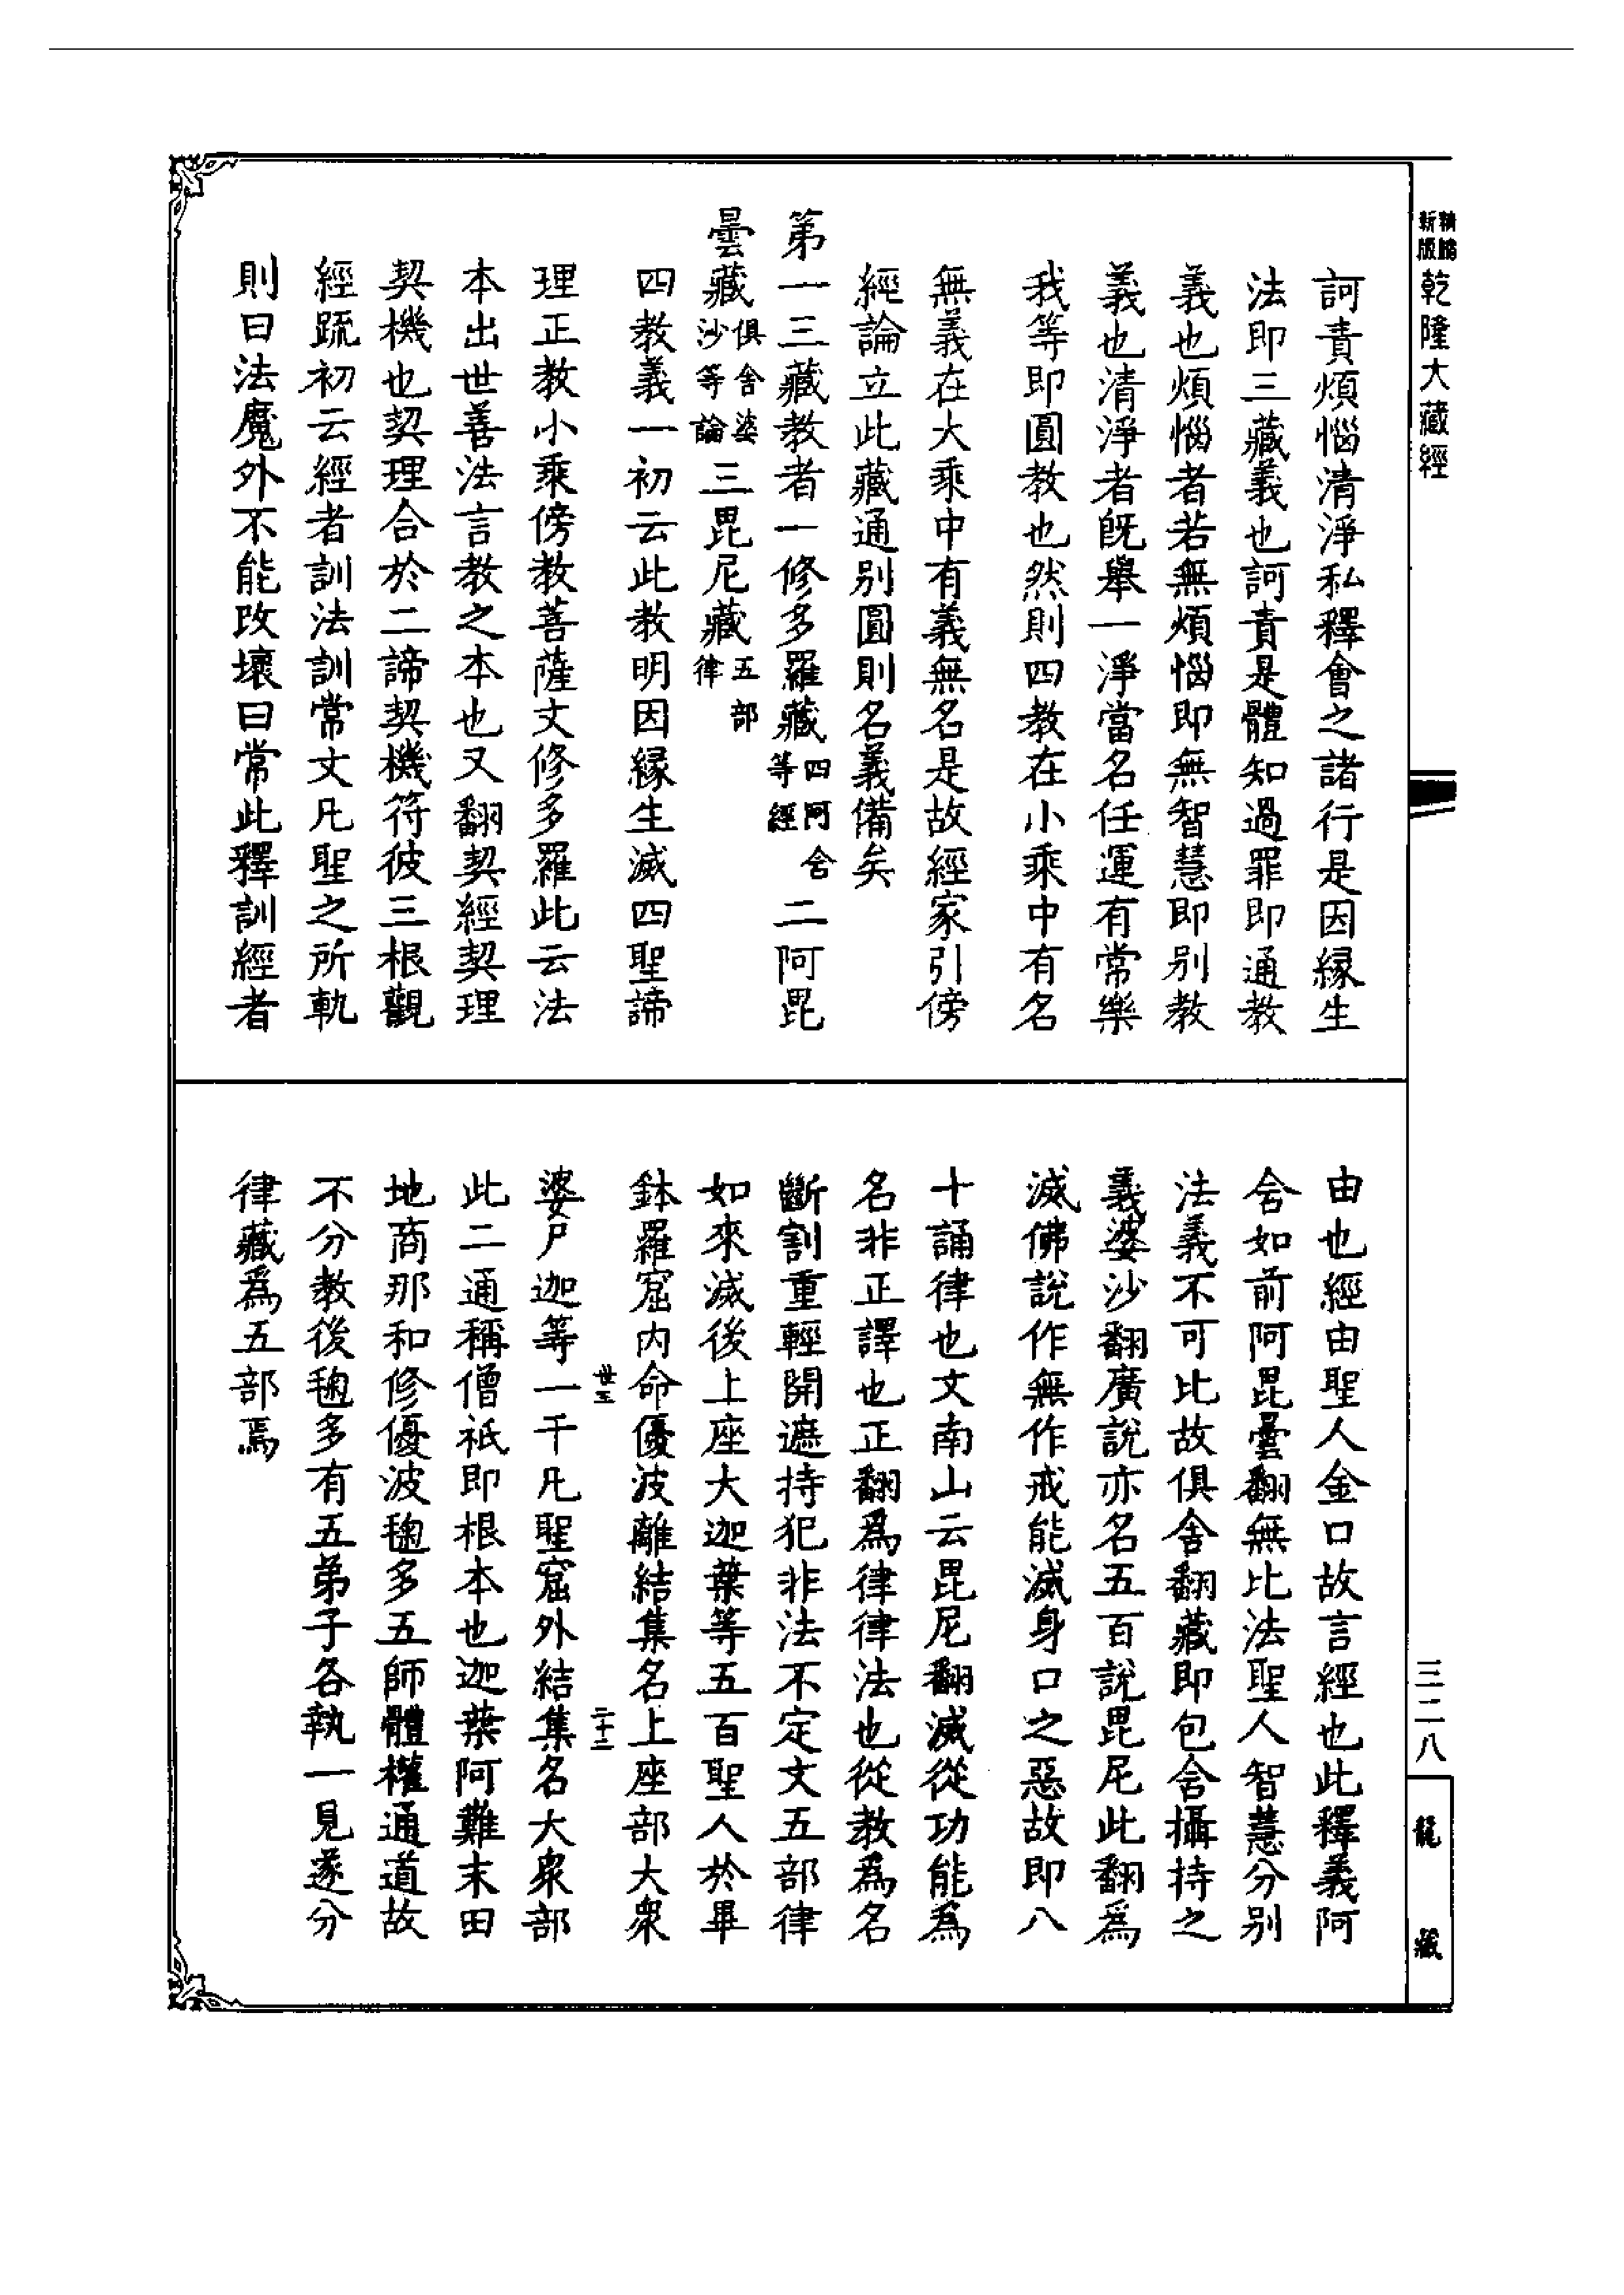 精縮新版乾隆大藏經
訶責煩惱清淨私釋會之諸行是因緣生
法即三藏義也訶責是體知過罪即通教
義也煩惱者若無煩惱即無智慧即別教
義也清淨者旣舉一淨當名任運有常樂
我等即圓教也然則四教在小乘中有名
無義在大乘中有義無名是故經家引傍
經論立此藏通別圓則名義備矣
第一三藏教者一修多羅藏四阿含等經二阿毘
曇藏俱舍婆沙等論三毘尼藏五部律
四教義一初云此教明因緣生滅四聖諦
理正教小乘傍教菩薩文修多羅此云法
本出世善法言教之本也又翻契經契理
契機也契理合於二諦契機符彼三根觀
經疏初云經者訓法訓常文凡聖之所軌
則曰法魔外不能改壞曰常此釋訓經者
由也經由聖人金口故言經也此釋義阿
含如前阿毘曇翻無比法聖人智慧分別
法義不可比故俱舍翻藏即包含攝持之
義婆沙翻廣說亦名五百說毘尼此翻爲
滅佛說作無作戒能滅身口之惡故即八
十誦律也文南山云毘尼翻滅從功能爲
名非正譯也正翻爲律律法也從教爲名
斷割重輕開遮持犯非法不定文五部律
如來滅後上座大迦葉等五百聖人於畢
鉢羅窟内命優波離結集名上座部大衆
世五
二十二
婆尸迦等一千凡聖窟外結集名大衆部
此二通稱僧祇即根本也迦葉阿難末田
地商那和修優波毱多五師體權通道故
不分教後毱多有五弟子各執一見遂分
律藏爲五部焉
三二八
龍藏